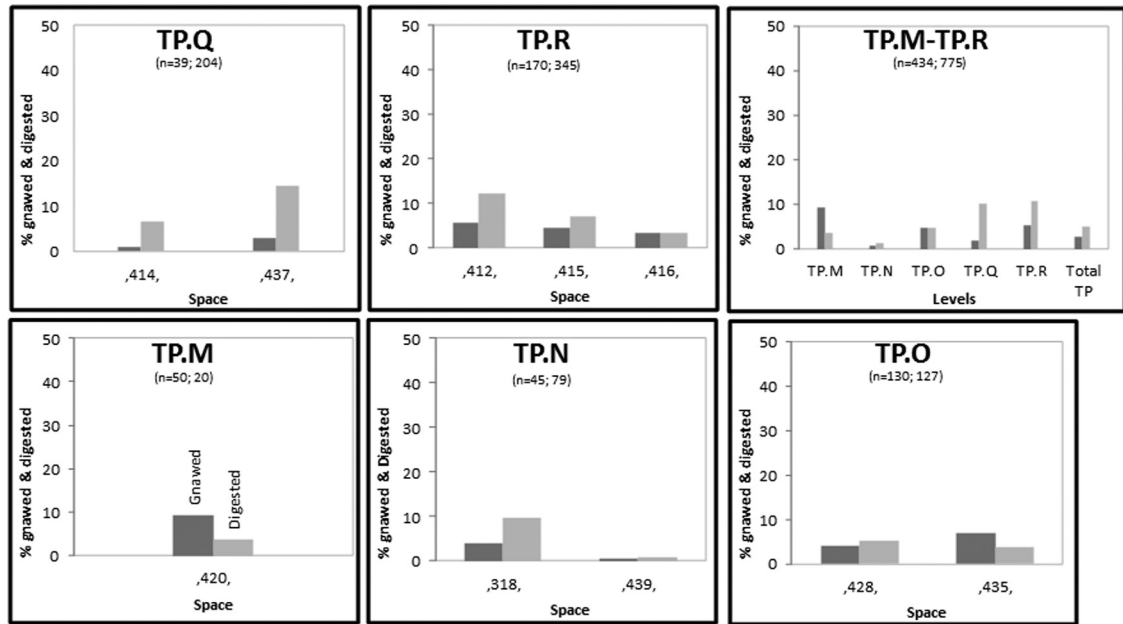 TP.Q
(n=39; 204)
% gnawed & digested
50
40
30
20
10
0
,414, ,437,
Space
TP.R
(n=170; 345)
% gnawed & digested
50
40
30
20
10
0
,412, ,415, ,416,
Space
TP.M-TP.R
(n=434; 775)
% gnawed & digested
50
40
30
20
10
0
TP.M TP.N TP.O TP.Q TP.R Total
TP
Levels
TP.M
(n=50; 20)
% gnawed & digested
50
40
30
20
10
0
Gnawed
Digested
,420,
Space
TP.N
(n=45; 79)
% gnawed & Digested
50
40
30
20
10
0
,318, ,439,
Space
TP.O
(n=130; 127)
% gnawed & digested
50
40
30
20
10
0
,428, ,435,
Space